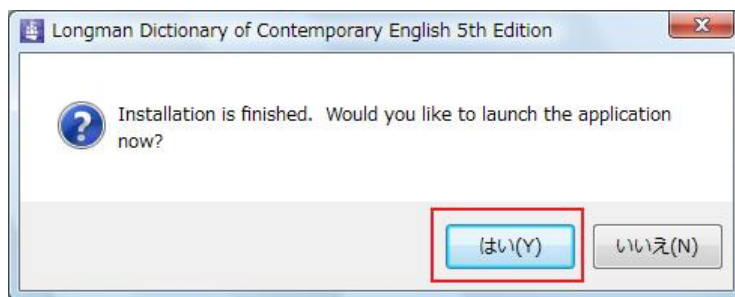 Longman Dictionary of Contemporary English 5th Edition
Installation is finished.  Would you like to launch the application
now?
はい(Y)
いいえ(N)